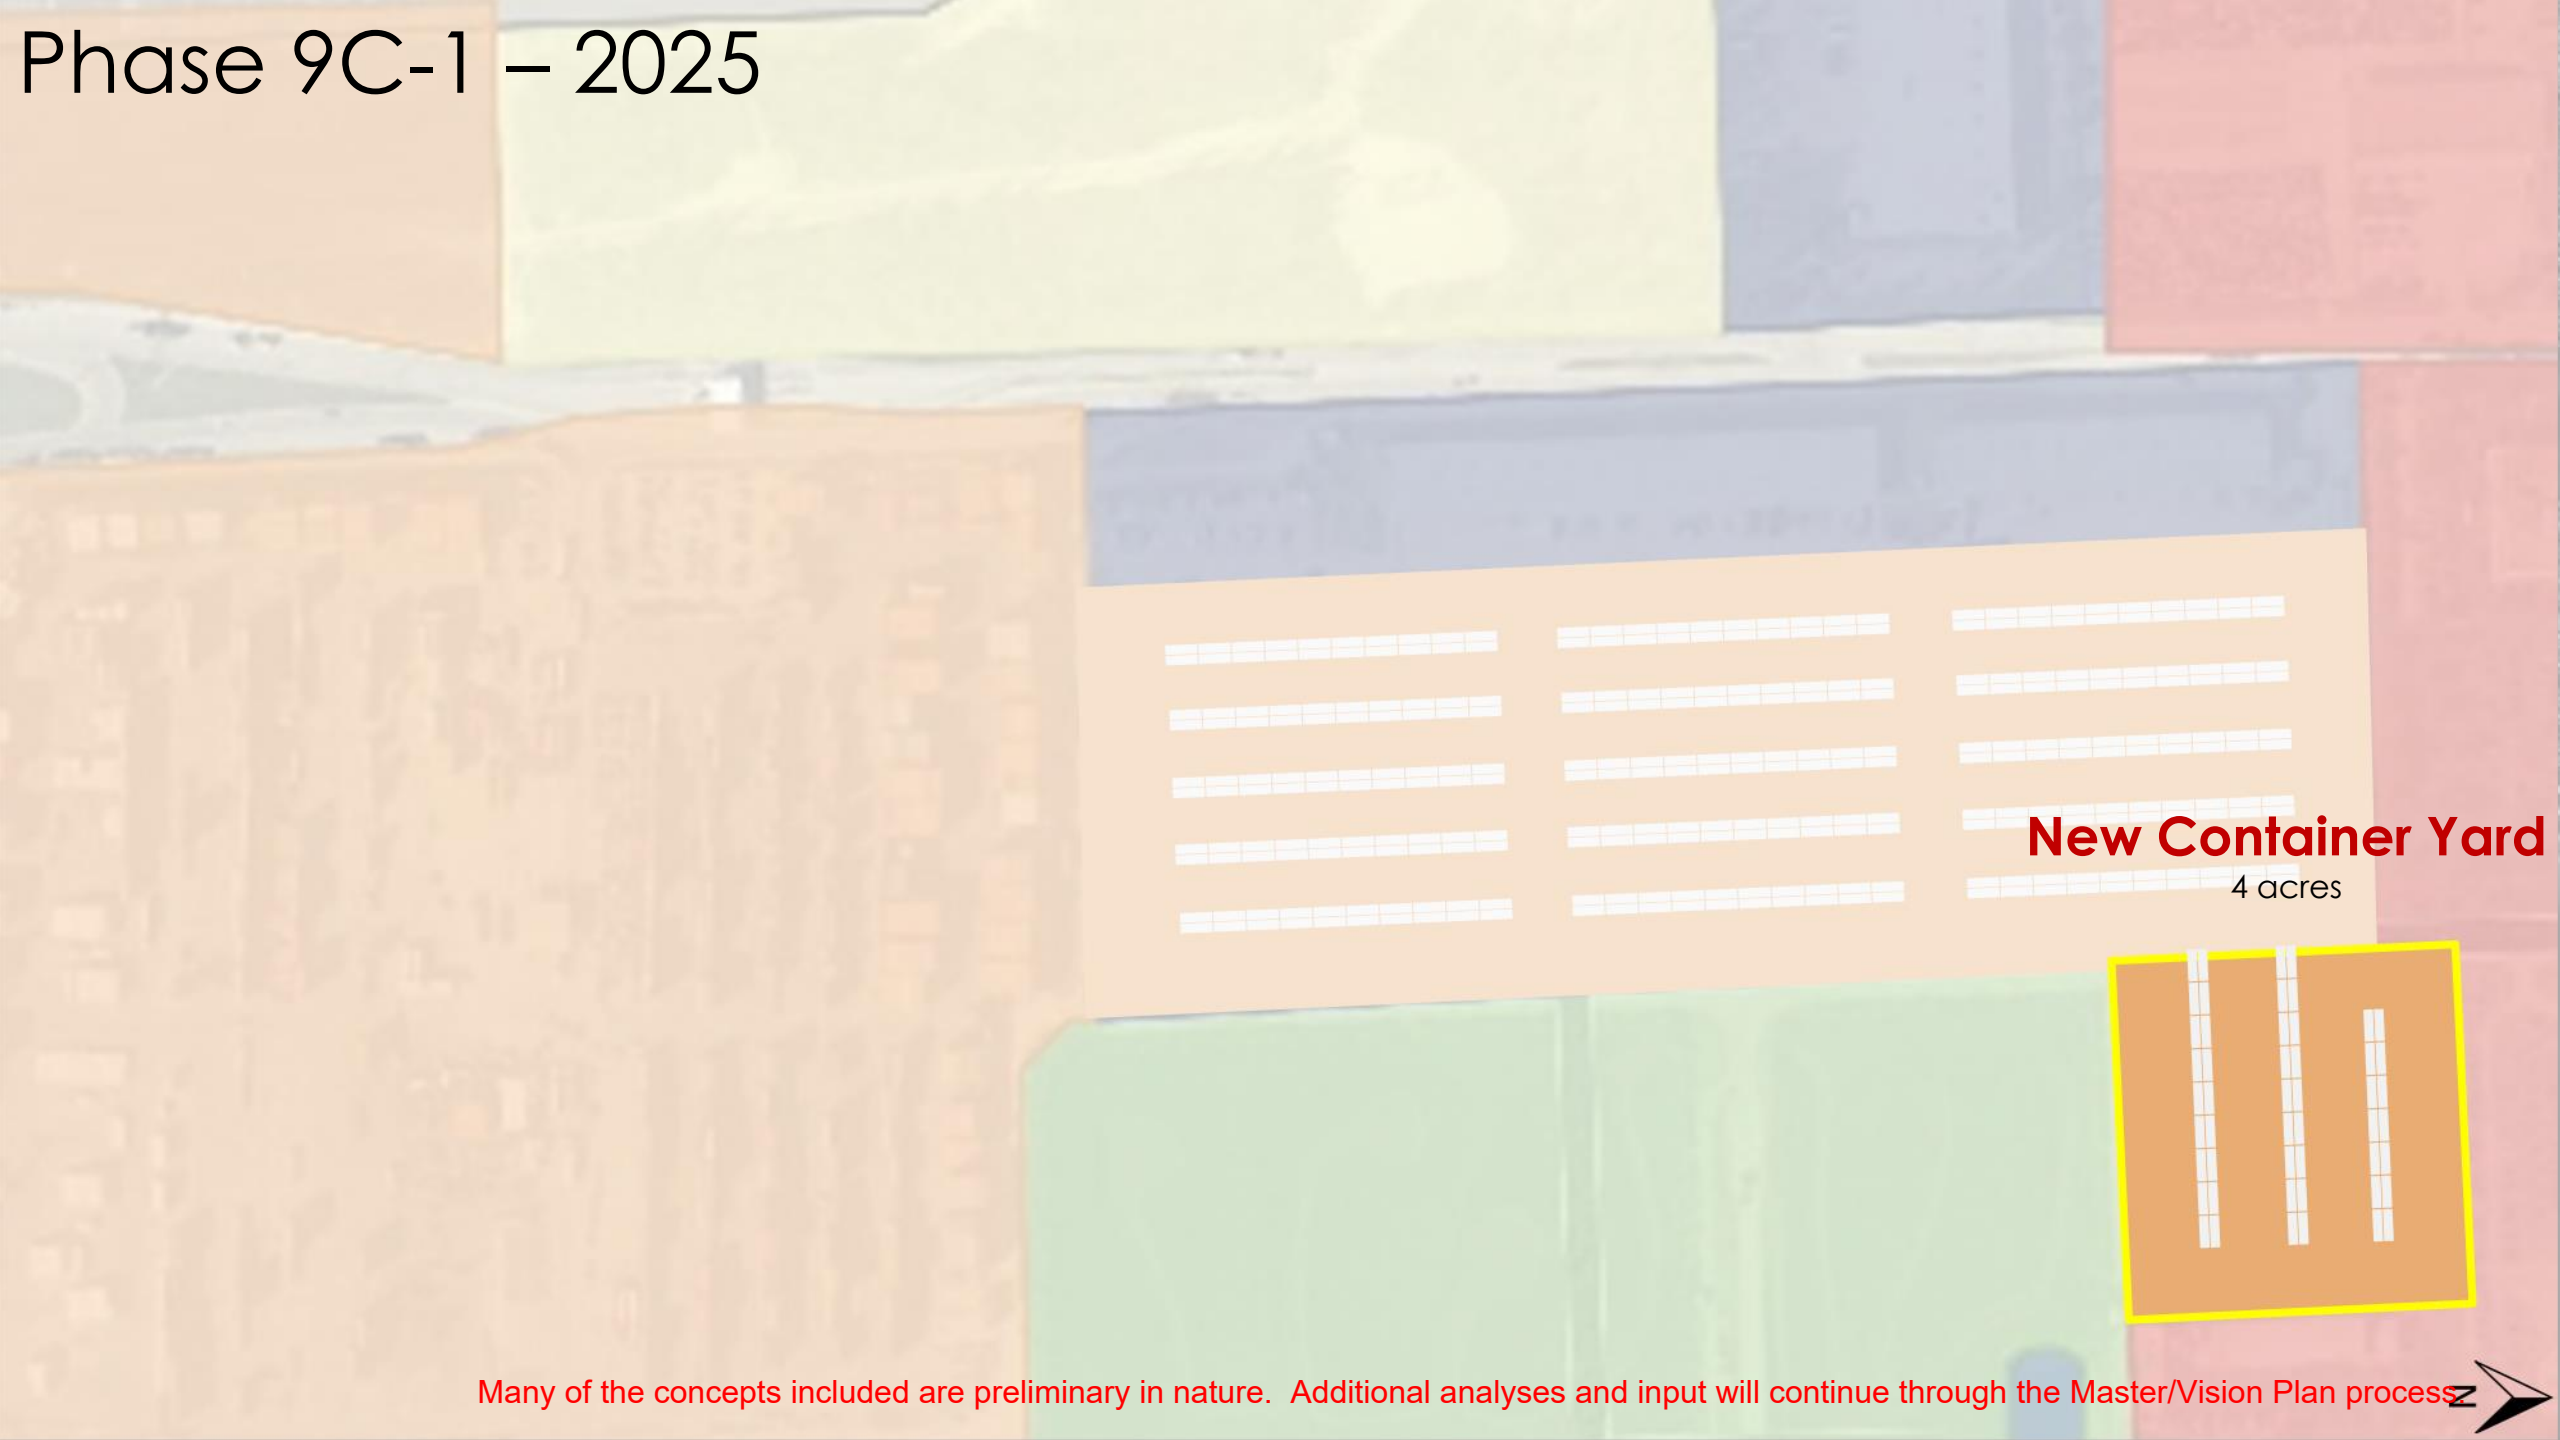 Phase 9C-1 – 2025
New Container Yard
4 acres
Many of the concepts included are preliminary in nature.  Additional analyses and input will continue through the Master/Vision Plan process.
N